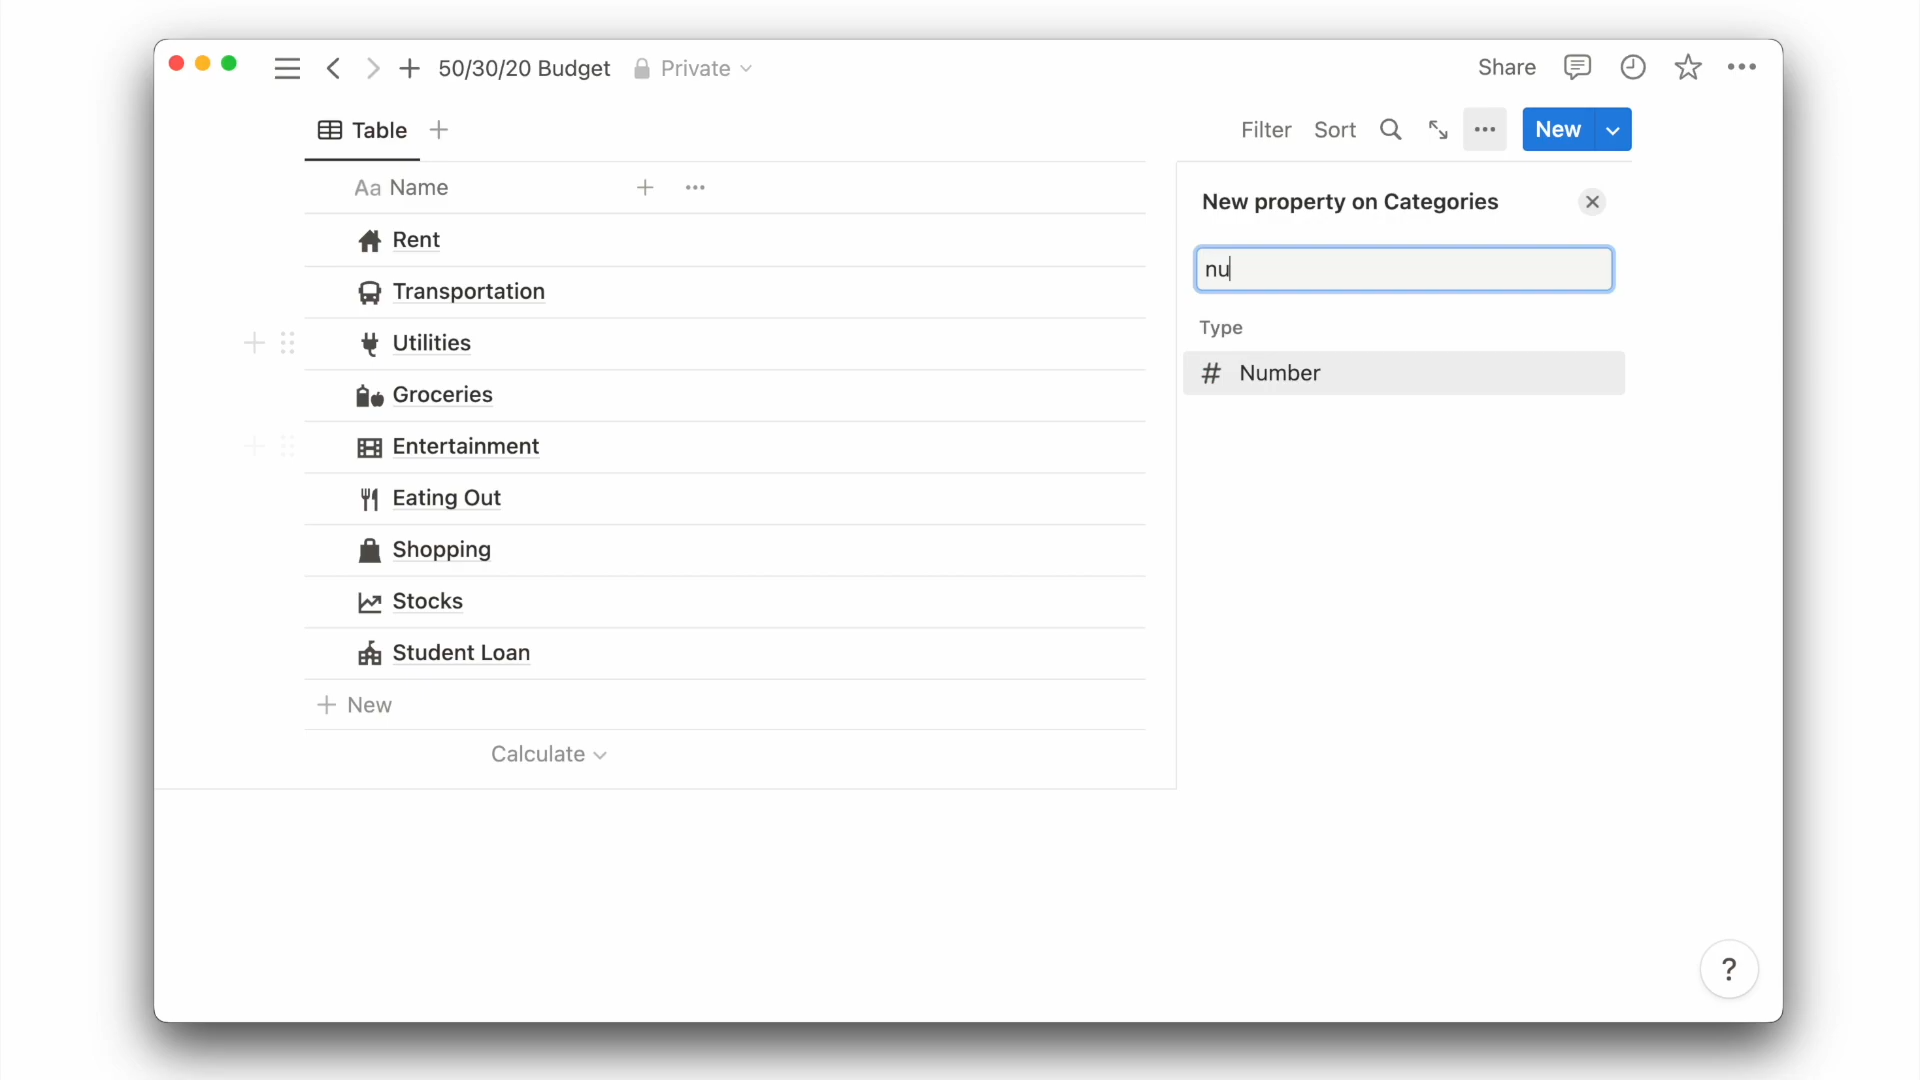 50/30/20 Budget Private
Share
Table
Filter Sort New
Aa Name
New property on Categories
nu
Type
# Number
Rent
Transportation
Utilities
Groceries
Entertainment
Eating Out
Shopping
Stocks
Student Loan
+ New
Calculate
?